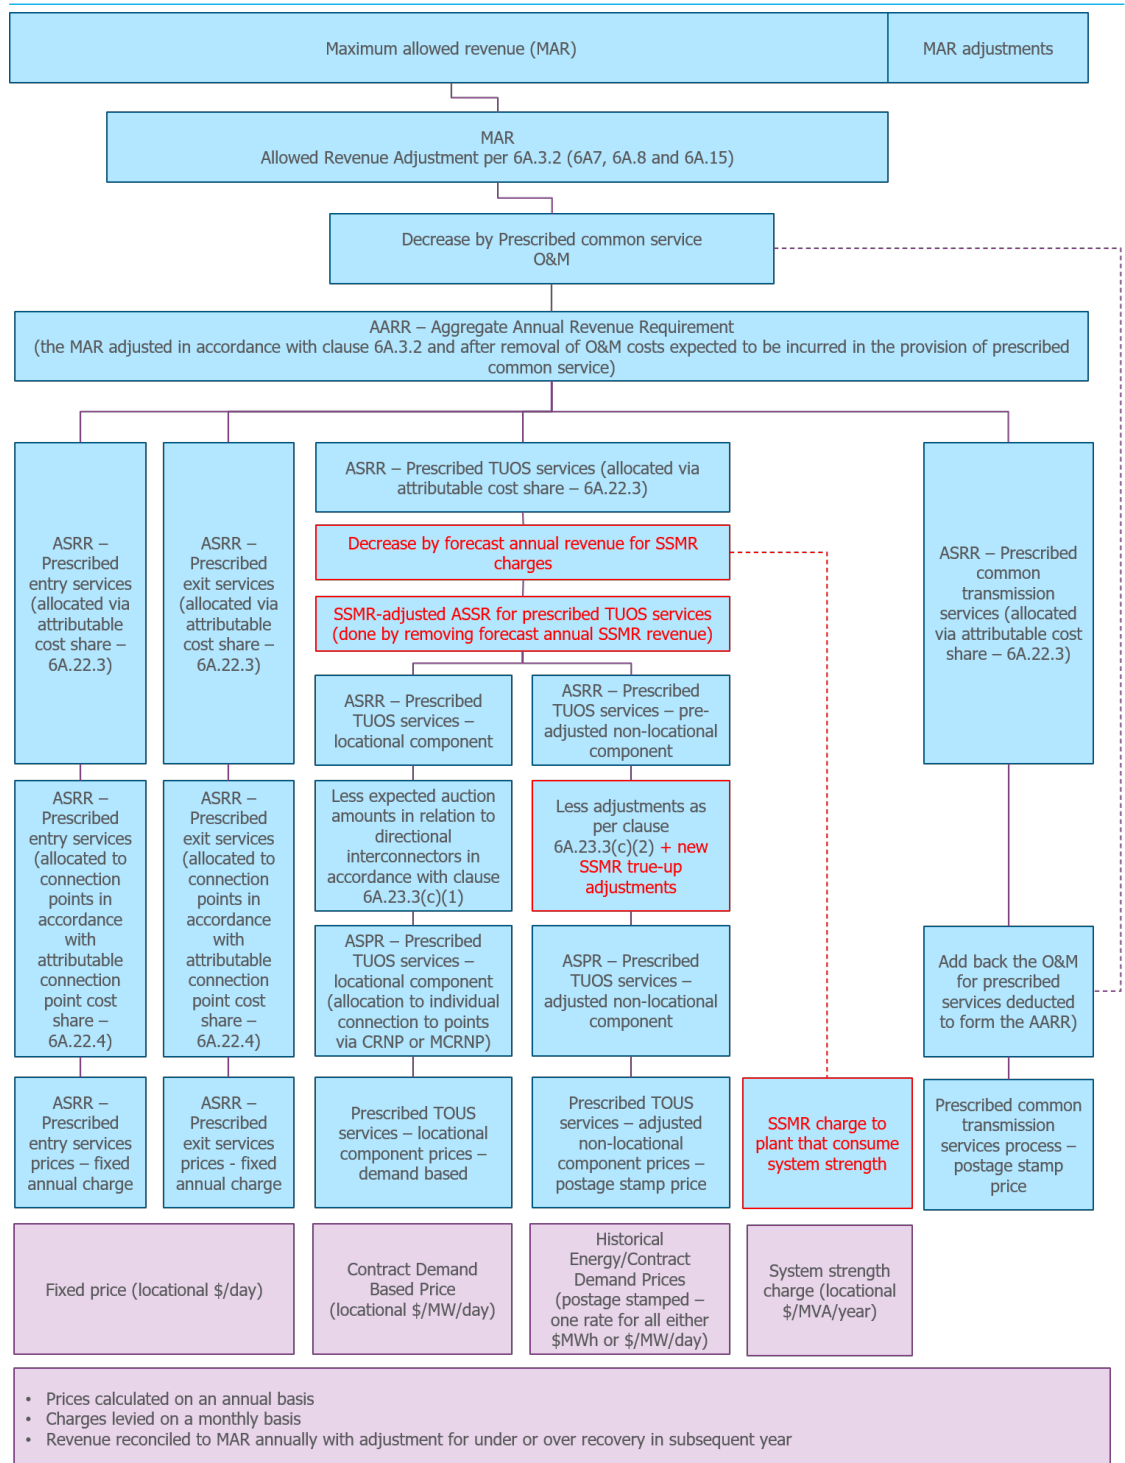 Maximum allowed revenue (MAR)
MAR adjustments
MAR
Allowed Revenue Adjustment per 6A.3.2 (6A7, 6A.8 and 6A.15)
Decrease by Prescribed common service
O&M
AARR – Aggregate Annual Revenue Requirement
(the MAR adjusted in accordance with clause 6A.3.2 and after removal of O&M costs expected to be incurred in the provision of prescribed
common service)
ASRR –
Prescribed
entry services
(allocated via
attributable
cost share –
6A.22.3)
ASRR –
Prescribed
exit services
(allocated via
attributable
cost share –
6A.22.3)
ASRR – Prescribed TUOS services (allocated via
attributable cost share – 6A.22.3)
Decrease by forecast annual revenue for SSMR
charges
SSMR-adjusted ASSR for prescribed TUOS services
(done by removing forecast annual SSMR revenue)
ASRR – Prescribed
TUOS services –
locational component
ASRR – Prescribed
TUOS services – pre-
adjusted non-locational
component
ASRR – Prescribed
common
transmission
services (allocated
via attributable cost
share – 6A.22.3)
ASRR –
Prescribed
entry services
(allocated to
connection
points in
accordance
with
attributable
connection
point cost
share –
6A.22.4)
ASRR –
Prescribed
exit services
(allocated to
connection
points in
accordance
with
attributable
connection
point cost
share –
6A.22.4)
Less expected auction
amounts in relation to
directional
interconnectors in
accordance with clause
6A.23.3(c)(1)
Less adjustments as
per clause
6A.23.3(c)(2) + new
SSMR true-up
adjustments
ASPR – Prescribed
TUOS services –
locational component
(allocation to individual
connection to points
via CRNP or MCRNP)
ASPR – Prescribed
TUOS services –
adjusted non-locational
component
Add back the O&M
for prescribed
services deducted
to form the AARR)
ASRR –
Prescribed
entry services
prices – fixed
annual charge
ASRR –
Prescribed
exit services
prices - fixed
annual charge
Prescribed TOUS
services – locational
component prices –
demand based
Prescribed TOUS
services – adjusted
non-locational
component prices –
postage stamp price
SSMR charge to
plant that consume
system strength
Prescribed common
transmission
services process –
postage stamp
price
Fixed price (locational $/day)
Contract Demand
Based Price
(locational $/MW/day)
Historical
Energy/Contract
Demand Prices
(postage stamped –
one rate for all either
$MWh or $/MW/day)
System strength
charge (locational
$/MVA/year)
• Prices calculated on an annual basis
• Charges levied on a monthly basis
• Revenue reconciled to MAR annually with adjustment for under or over recovery in subsequent year